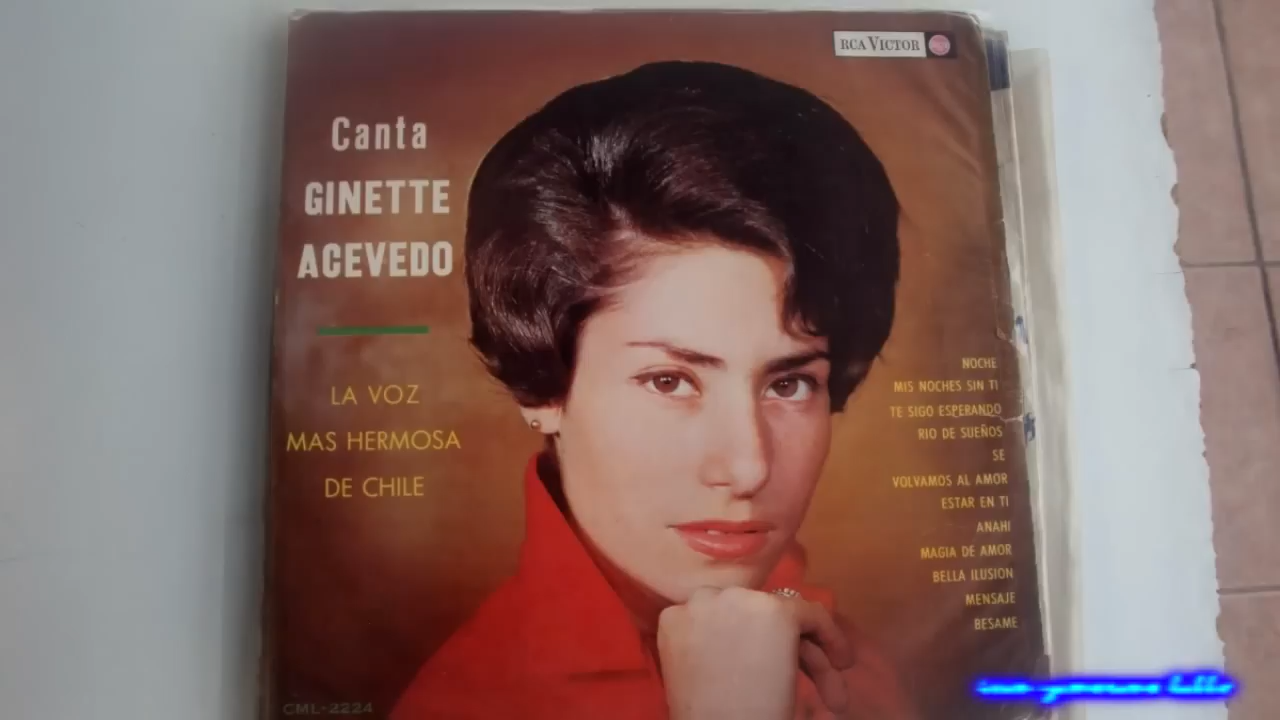 RCA VICTOR
Canta
GINETTE
ACEVEDO
LA VOZ
MAS HERMOSA
DE CHILE
NOCHE
MIS NOCHES SIN TI
TE SIGO ESPERANDO
RIO DE SUEÑOS
SE
VOLVAMOS AL AMOR
ESTAR EN TI
ANAHI
MAGIA DE AMOR
BELLA ILUSION
MENSAJE
BESAME
CML-2224